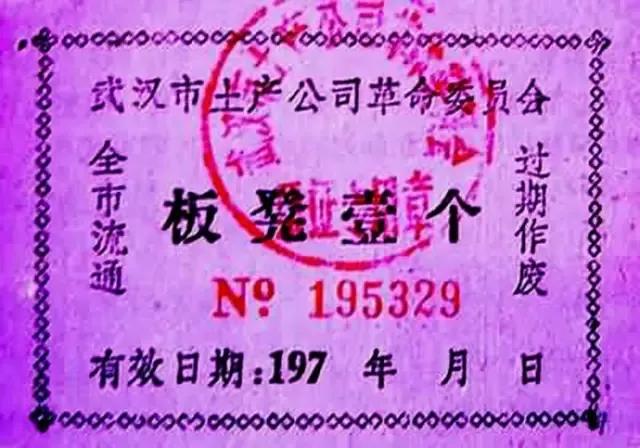 武汉市土产公司革命委员会
全市流通
板凳壹个
过期作废
№ 195329
有效日期:197 年 月 日